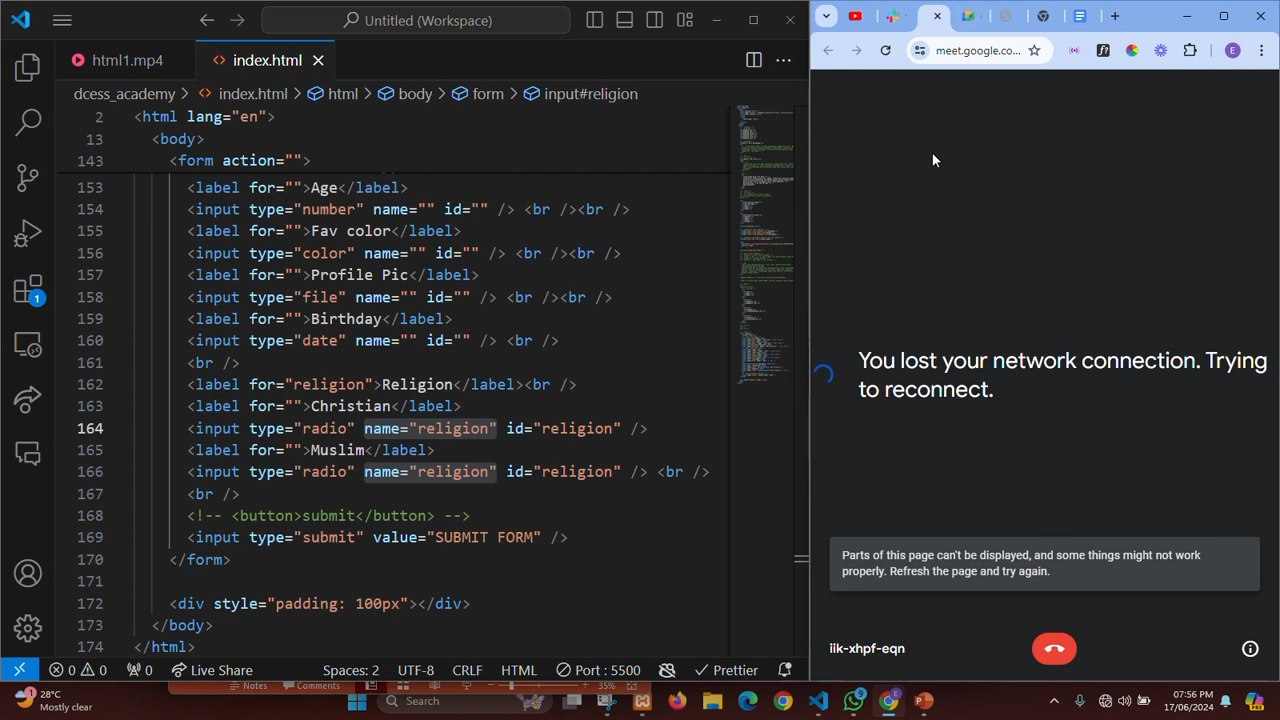 Untitled (Workspace)
html1.mp4
index.html
dcess_academy > index.html > html > body > form > input#religion
2 <html lang="en">
13 <body>
143 <form action="">
153 <label for="">Age</label>
154 <input type="number" name="" id="" /> <br /><br />
155 <label for="">Fav color</label>
156 <input type="color" name="" id="" /> <br /><br />
157 <label for="">Profile Pic</label>
158 <input type="file" name="" id="" /> <br /><br />
159 <label for="">Birthday</label>
160 <input type="date" name="" id="" /> <br />
161 <br />
162 <label for="religion">Religion</label><br />
163 <label for="">Christian</label>
164 <input type="radio" name="religion" id="religion" />
165 <label for="">Muslim</label>
166 <input type="radio" name="religion" id="religion" /> <br />
167 <br />
168 <!-- <button>submit</button> -->
169 <input type="submit" value="SUBMIT FORM" />
170 </form>
171
172 <div style="padding: 100px"></div>
173 </body>
174 </html>
1
0 0 0 Live Share Spaces: 2 UTF-8 CRLF HTML Port : 5500 Prettier
meet.google.co...
E
You lost your network connection. Trying
to reconnect.
Parts of this page can't be displayed, and some things might not work
properly. Refresh the page and try again.
iik-xhpf-eqn
Notes Comments 35%
28°C
Mostly clear
Search
9
E
07:56 PM
17/06/2024